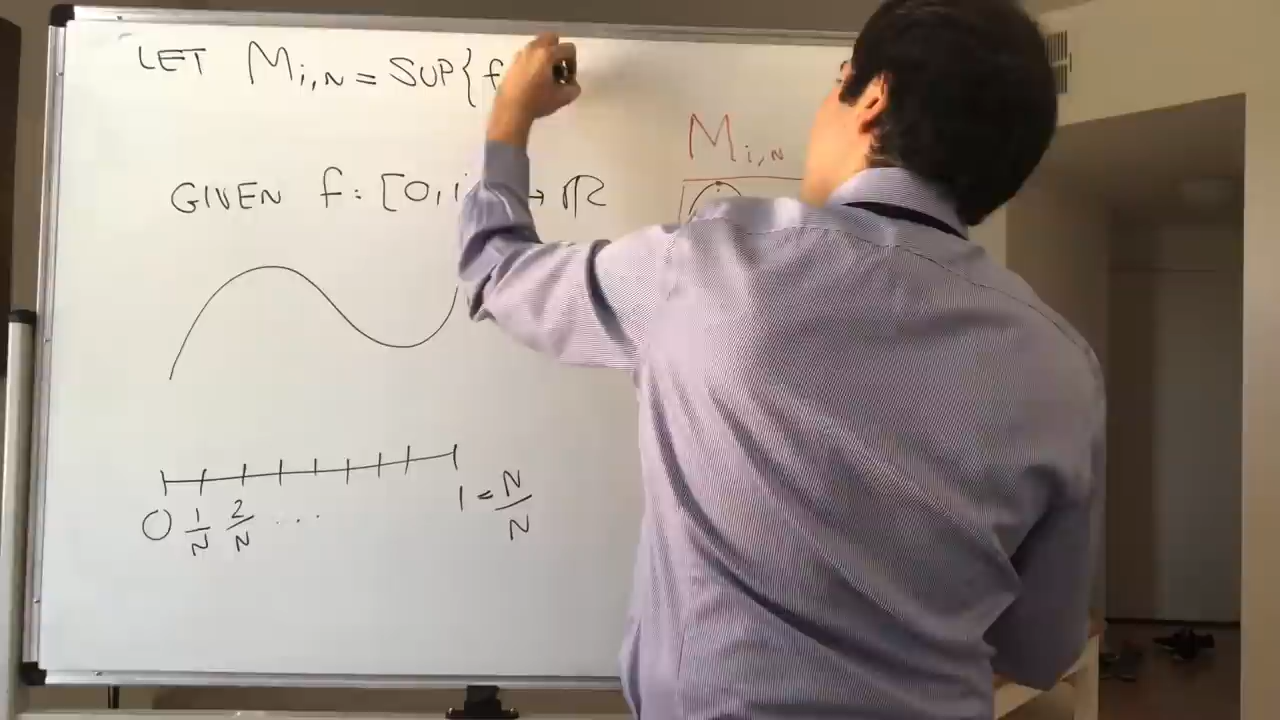 LET M i,N = SUP{f
M i,N
GIVEN f: [0,1 → ℝ
0 1/N 2/N ... 1 = N/N